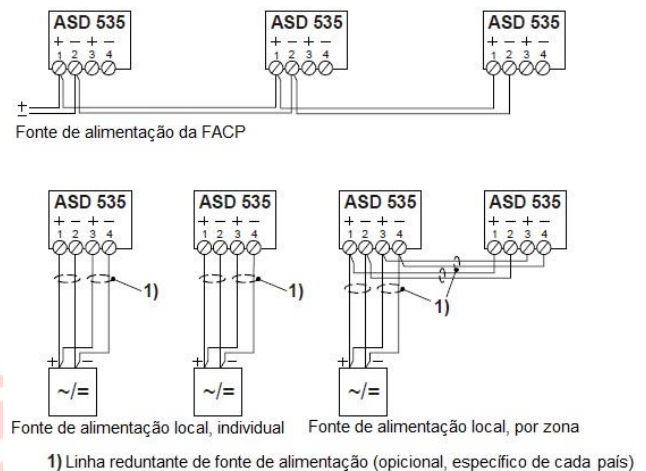 ASD 535 ASD 535 ASD 535
+ − + − + − + − + − + −
1 2 3 4 1 2 3 4 1 2 3 4
+
−
Fonte de alimentação da FACP
ASD 535 ASD 535 ASD 535 ASD 535
+ − + − + − + − + − + − + − + −
1 2 3 4 1 2 3 4 1 2 3 4 1 2 3 4
1) 1) 1)
+ − + − + −
~/= ~/= ~/=
Fonte de alimentação local, individual Fonte de alimentação local, por zona
1) Linha reduntante de fonte de alimentação (opicional, específico de cada país)